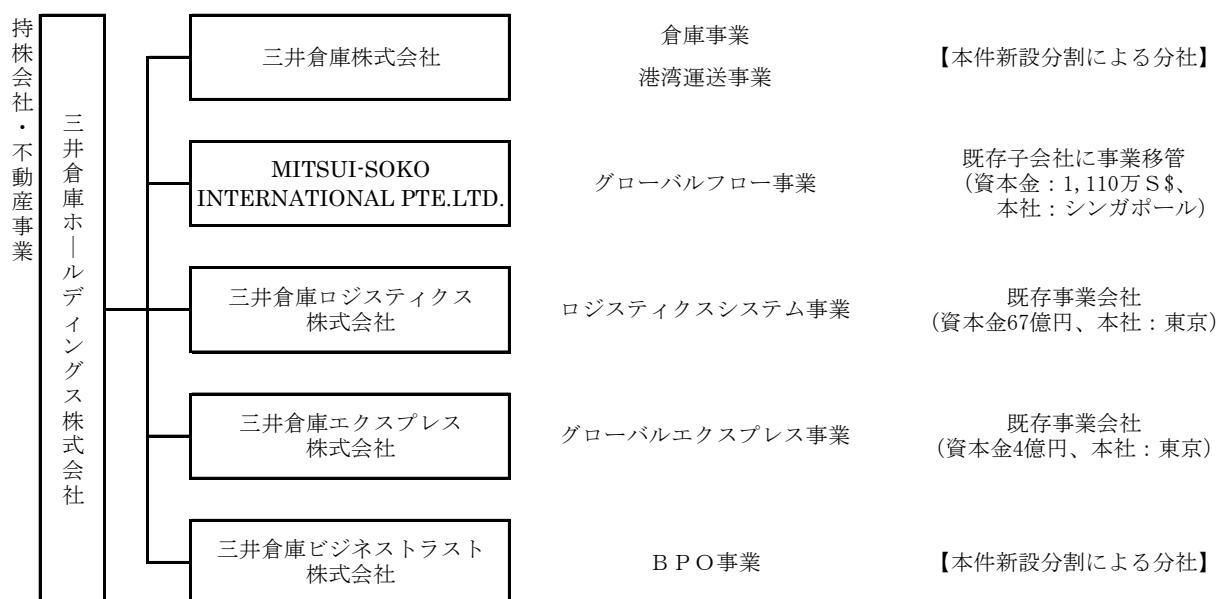 持株会社・不動産事業
三井倉庫ホールディングス株式会社
三井倉庫株式会社
倉庫事業
港湾運送事業
【本件新設分割による分社】
MITSUI-SOKO
INTERNATIONAL PTE.LTD.
グローバルフロー事業
既存子会社に事業移管
(資本金：1,110万Ｓ$、
本社：シンガポール)
三井倉庫ロジスティクス
株式会社
ロジスティクスシステム事業
既存事業会社
(資本金67億円、本社：東京)
三井倉庫エクスプレス
株式会社
グローバルエクスプレス事業
既存事業会社
(資本金4億円、本社：東京)
三井倉庫ビジネストラスト
株式会社
ＢＰＯ事業
【本件新設分割による分社】